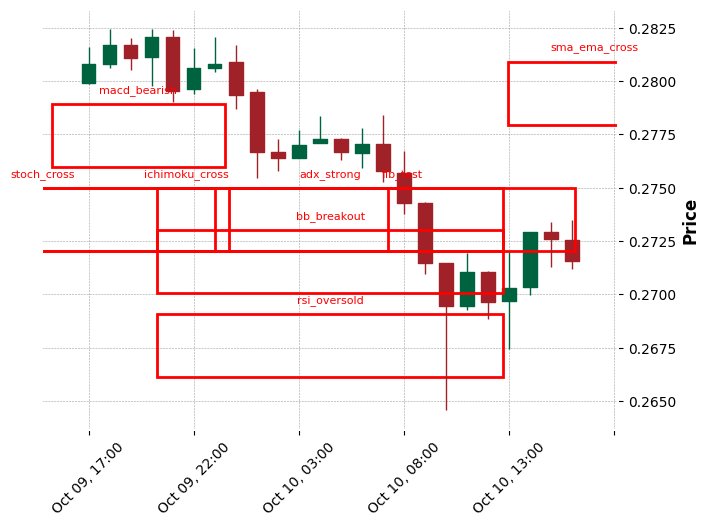 sma_ema_cross
0.2825
0.2800
macd_bearish
0.2775
stoch_cross
ichimoku_cross
adx_strong
fib_test
0.2750
bb_breakout
0.2725
0.2700
rsi_oversold
0.2675
0.2650
Price
Oct 09, 17:00
Oct 09, 22:00
Oct 10, 03:00
Oct 10, 08:00
Oct 10, 13:00